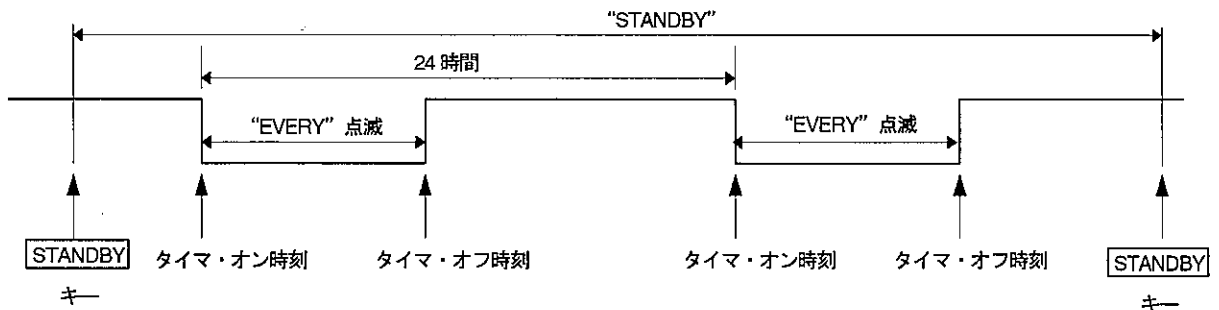 “STANDBY”
24 時間
“EVERY” 点滅
“EVERY” 点滅
STANDBY
キー
タイマ・オン時刻
タイマ・オフ時刻
タイマ・オン時刻
タイマ・オフ時刻
STANDBY
キー